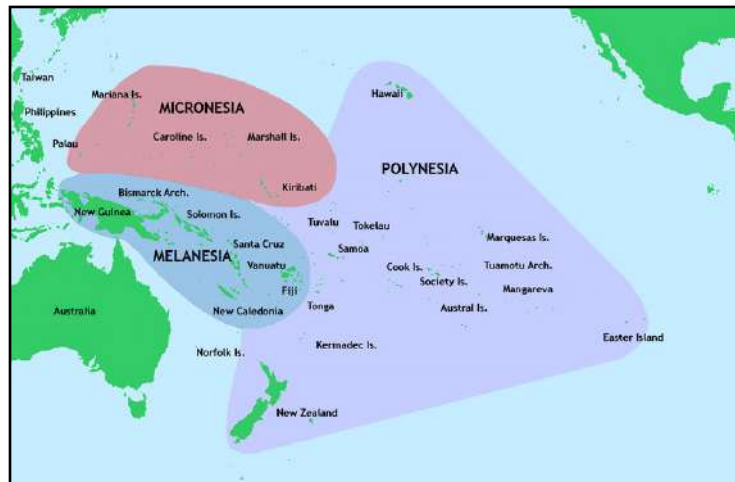 Taiwan
Hawaii
Mariana Is.
MICRONESIA
Philippines
Caroline Is.
Marshall Is.
Palau
POLYNESIA
Bismarck Arch.
Kiribati
New Guinea
Solomon Is.
Tuvalu
Tokelau
Marquesas Is.
Santa Cruz
Samoa
MELANESIA
Vanuatu
Cook Is.
Tuamotu Arch.
Society Is.
Fiji
Mangareva
Australia
New Caledonia
Tonga
Austral Is.
Easter Island
Norfolk Is.
Kermadec Is.
New Zealand